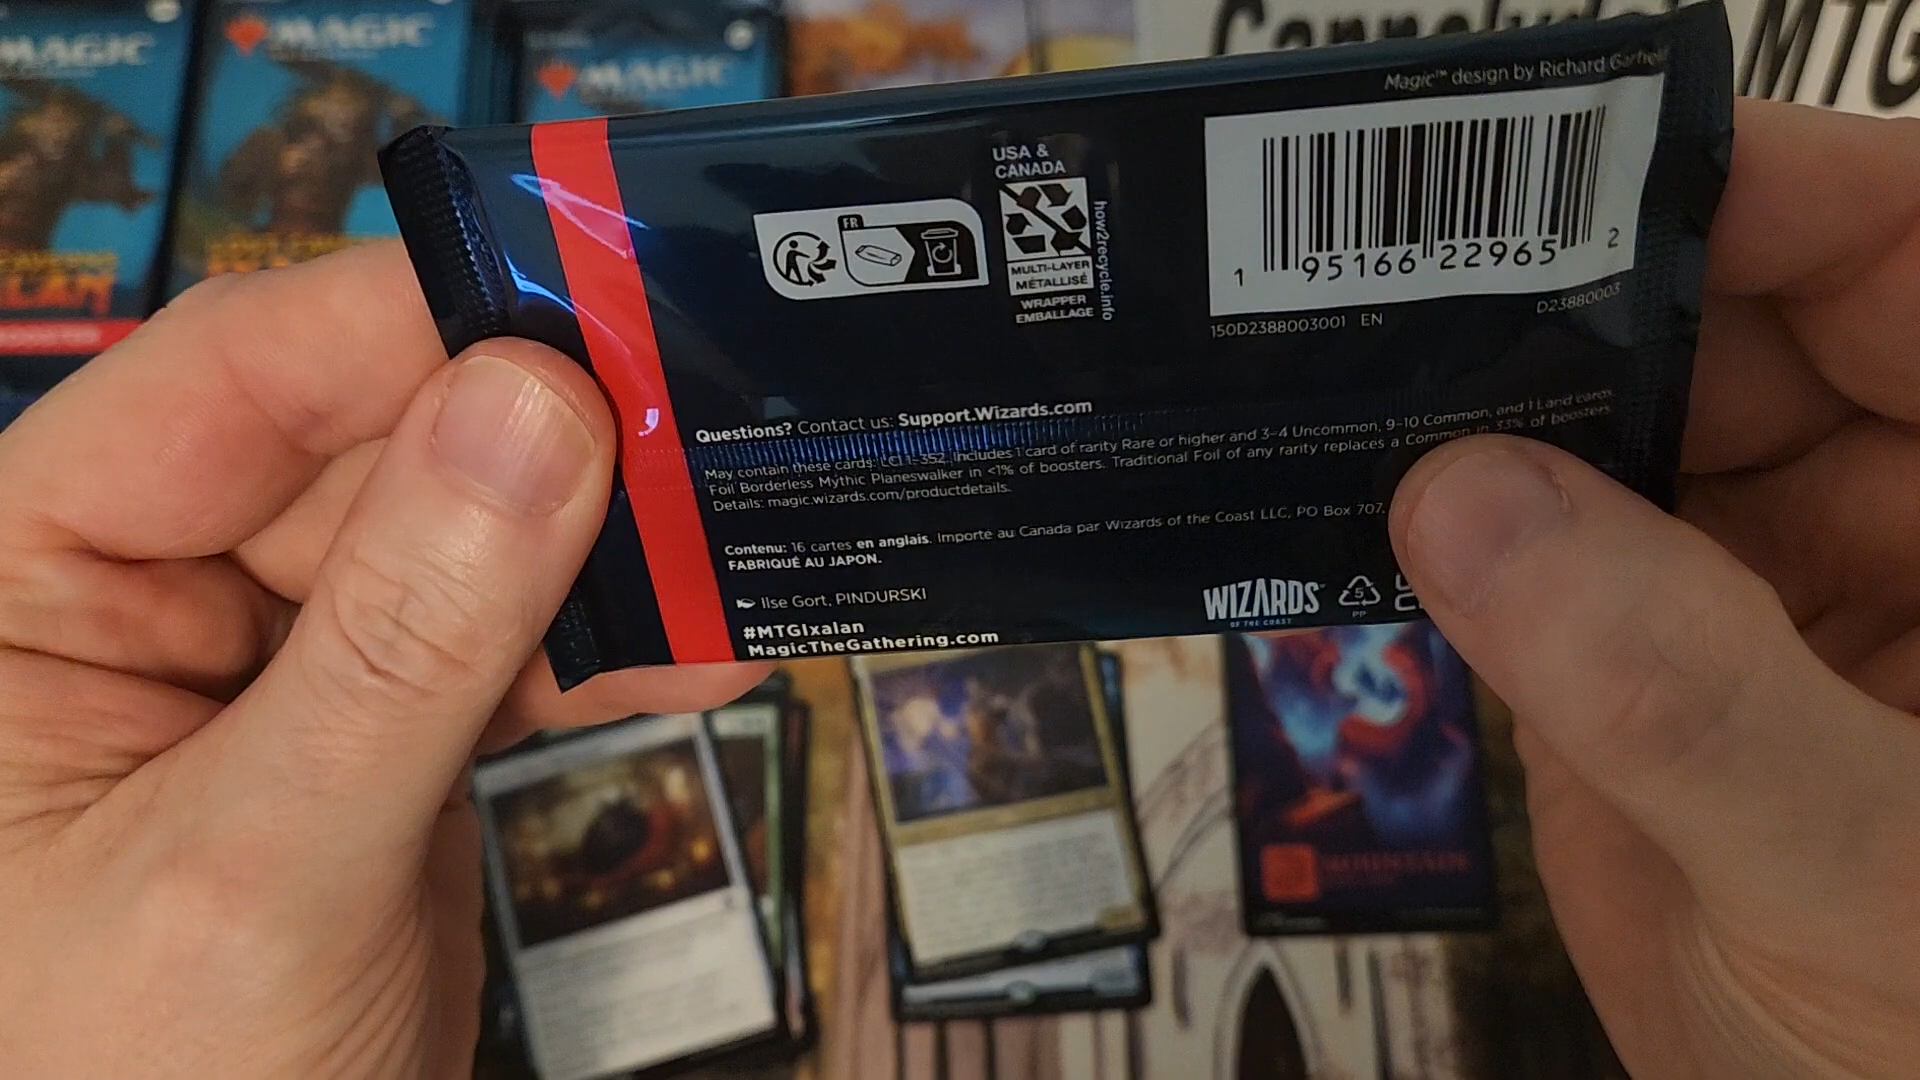 MAGIC
MAGIC
MAGIC
MTG
Magic™ design by Richard Garfield
USA &
CANADA
FR
how2recycle.info
MULTI-LAYER
MÉTALLISÉ
WRAPPER
EMBALLAGE
1 95166 22965 2
150D2388003001 EN
D23880003
Questions? Contact us: Support.Wizards.com
May contain these cards: LCI 1-352. Includes 1 card of rarity Rare or higher and 3-4 Uncommon, 9-10 Common, and 1 Land cards.
Foil Borderless Mythic Planeswalker in <1% of boosters. Traditional Foil of any rarity replaces a Common in 33% of boosters.
Details: magic.wizards.com/productdetails.
Contenu: 16 cartes en anglais. Importé au Canada par Wizards of the Coast LLC, PO Box 707,
FABRIQUÉ AU JAPON.
Ilse Gort, PINDURSKI
#MTGIxalan
MagicTheGathering.com
WIZARDS
OF THE COAST
5
PP
MOUNTAIN